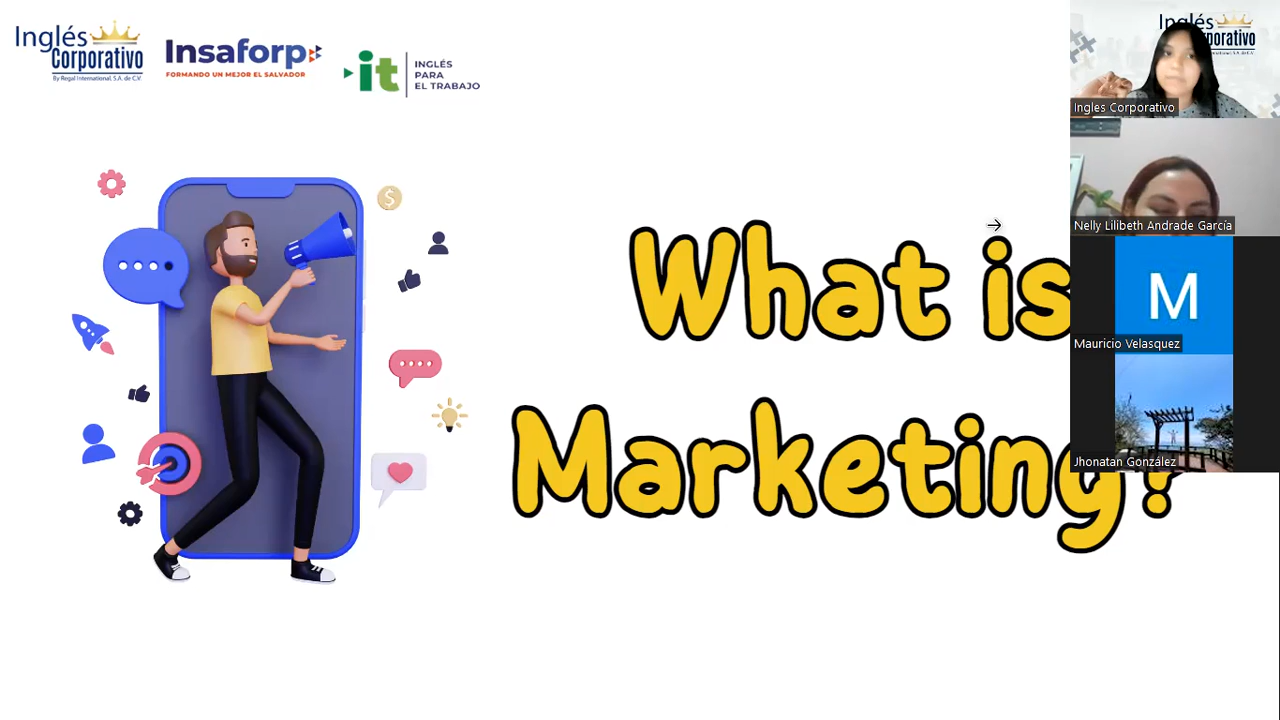 Inglés
Corporativo
By Regal International, S.A. de C.V.
Insaforp
FORMANDO UN MEJOR EL SALVADOR
it
INGLÉS
PARA
EL TRABAJO
What is
Marketing?
$
Inglés
Corporativo
Ingles Corporativo
Nelly Lilibeth Andrade García
M
Mauricio Velasquez
Jhonatan González